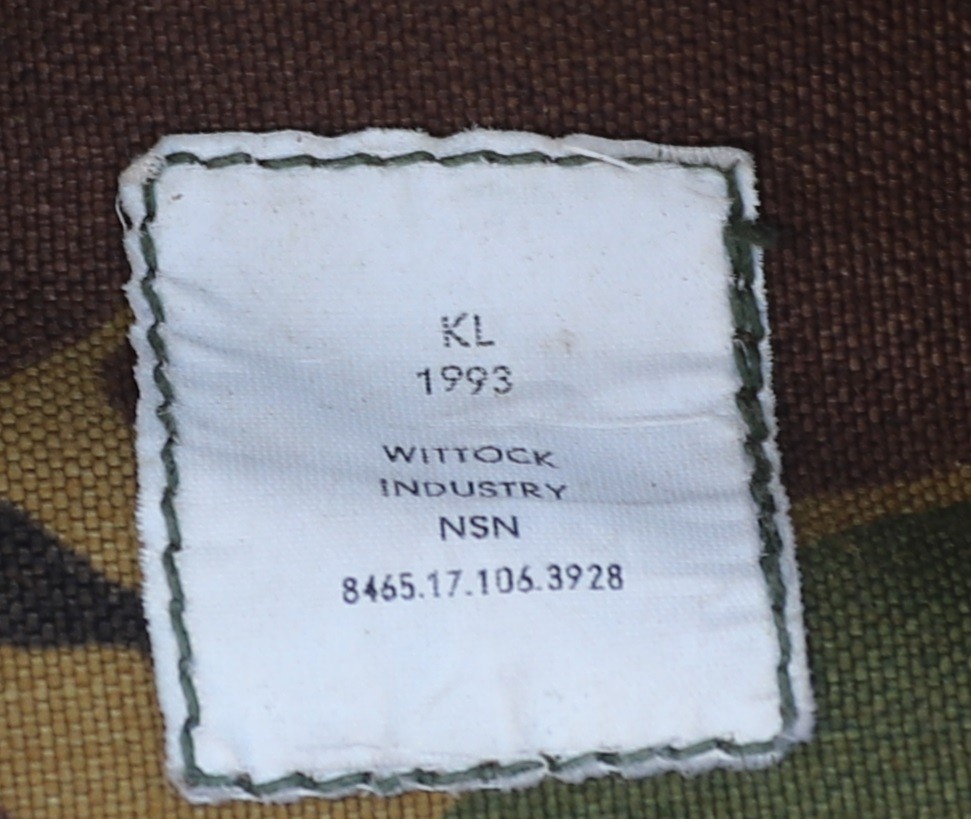 KL
1993
WITTOCK
INDUSTRY
NSN
8465.17.106.3928